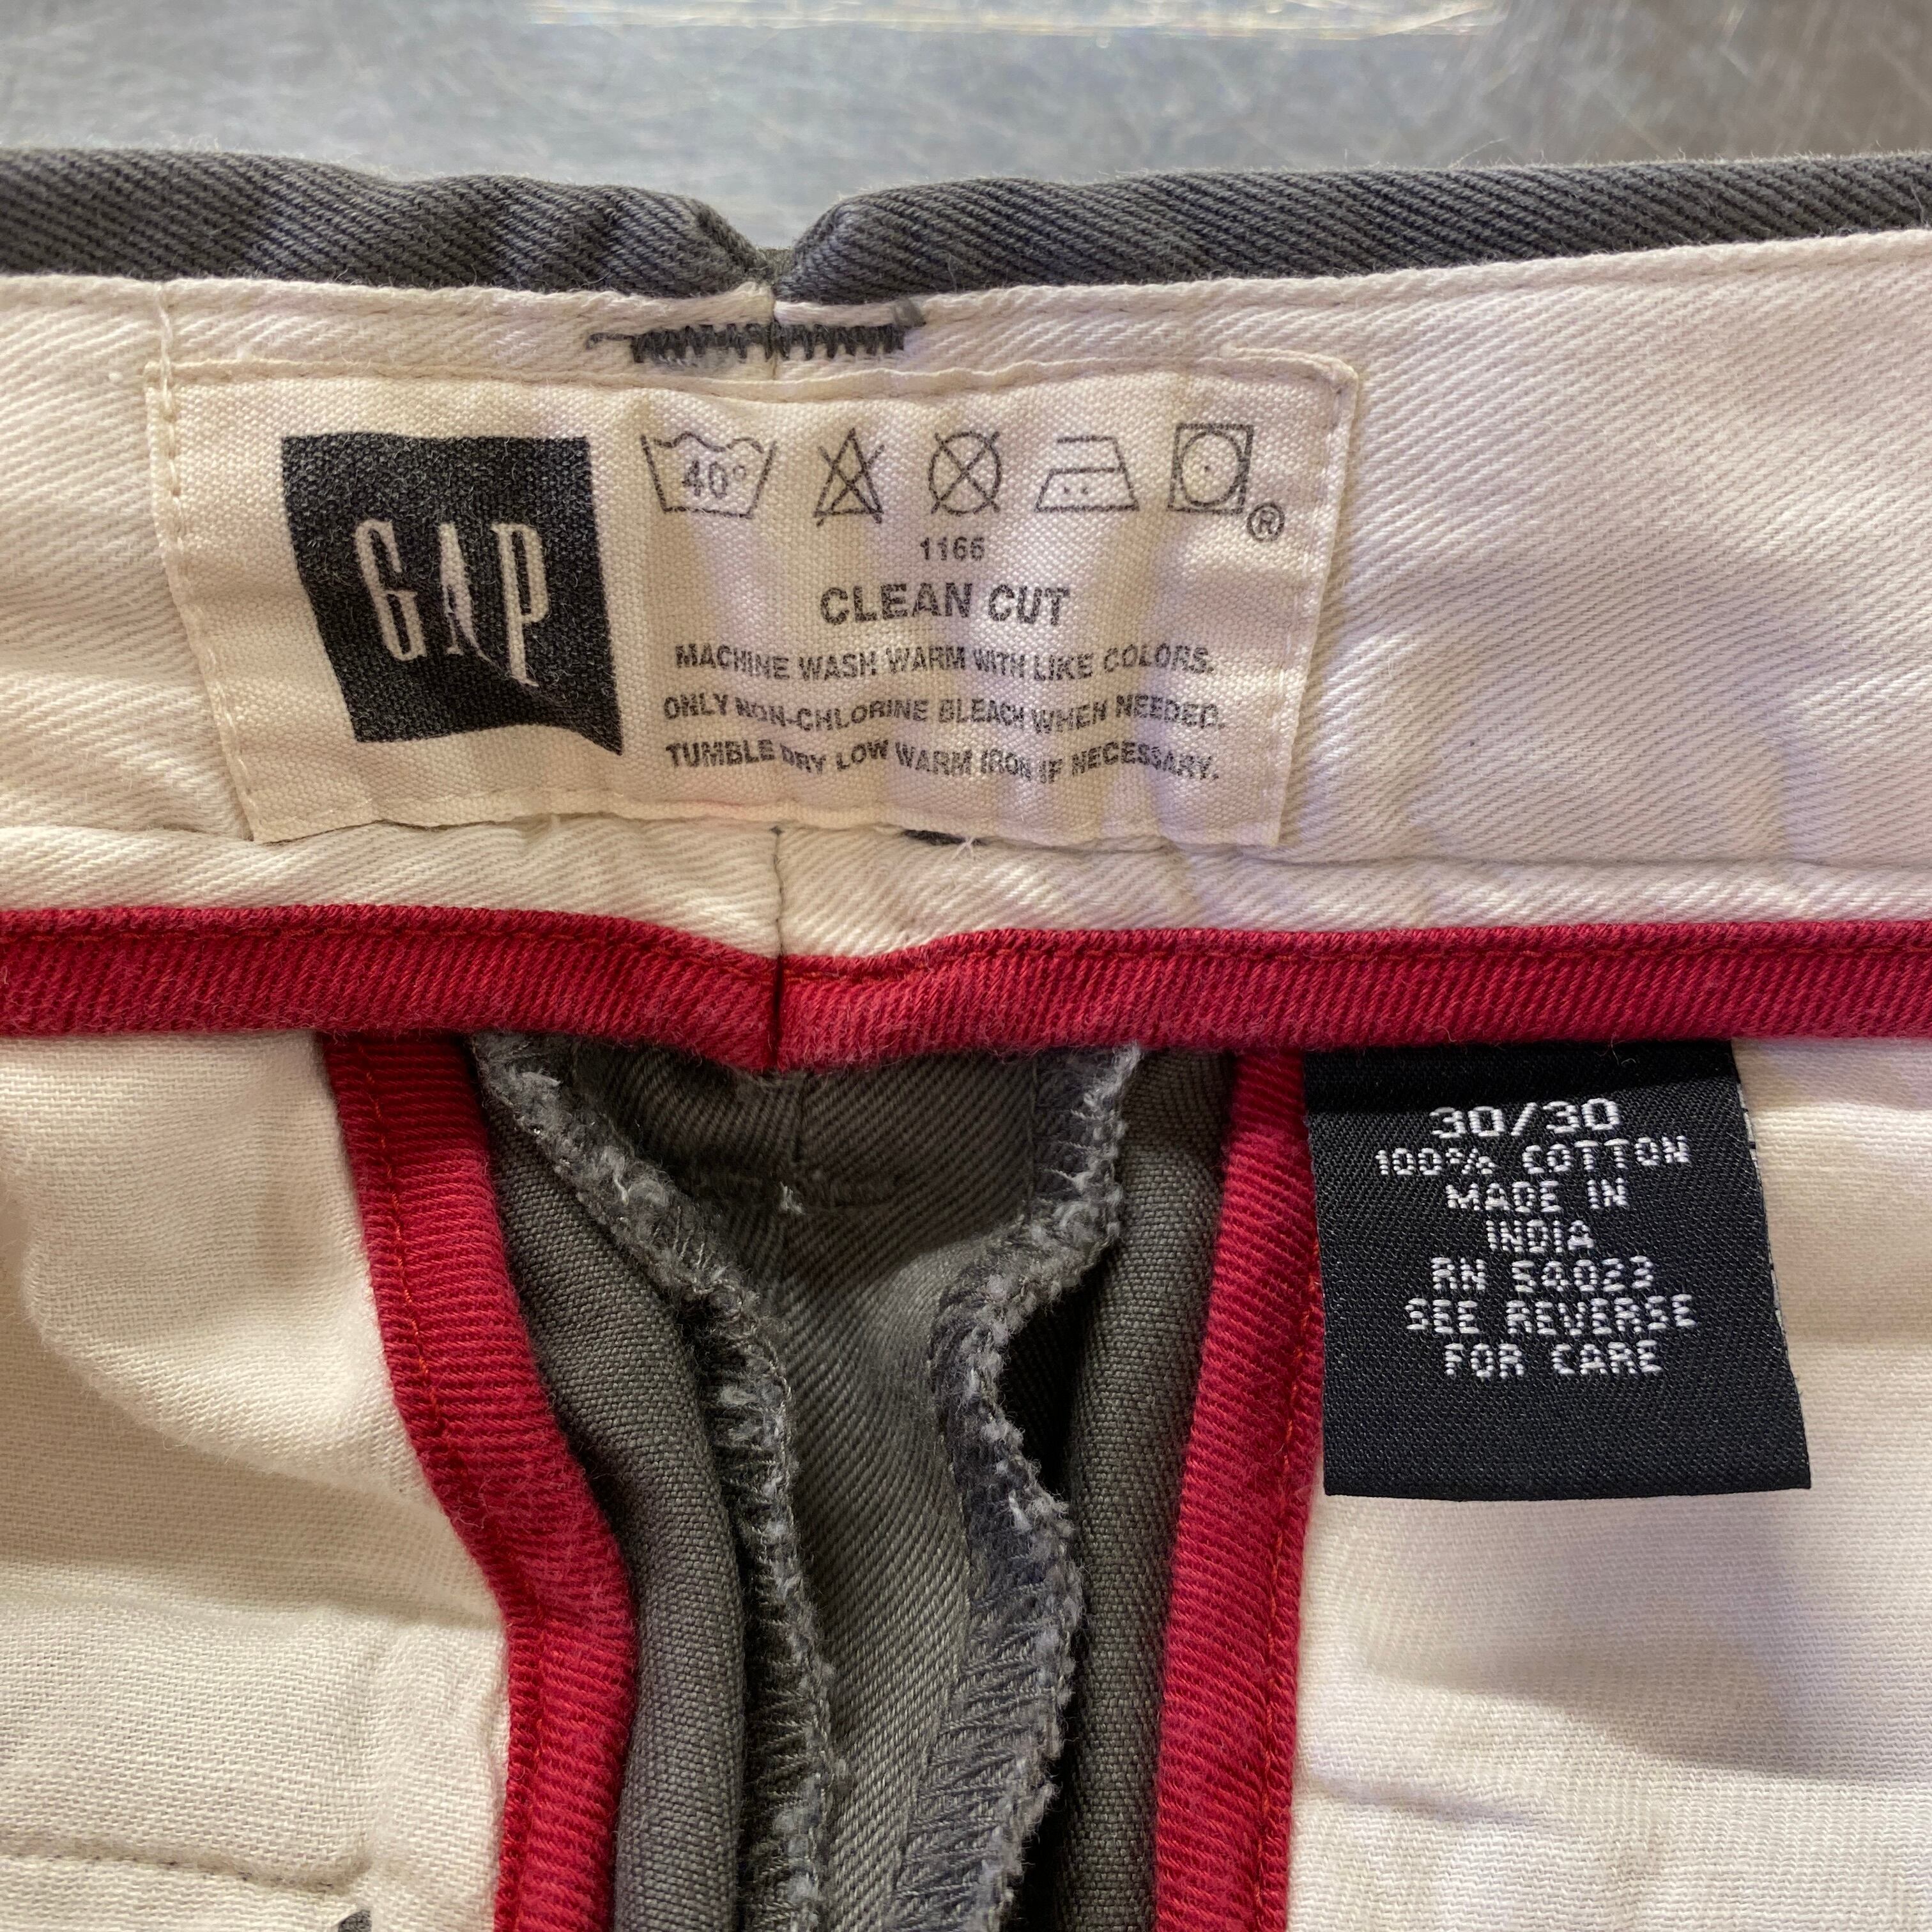 GAP
40°
®
1166
CLEAN CUT
MACHINE WASH WARM WITH LIKE COLORS.
ONLY NON-CHLORINE BLEACH WHEN NEEDED.
TUMBLE DRY LOW WARM IRON IF NECESSARY.
30/30
100% COTTON
MADE IN
INDIA
RN 54023
SEE REVERSE
FOR CARE